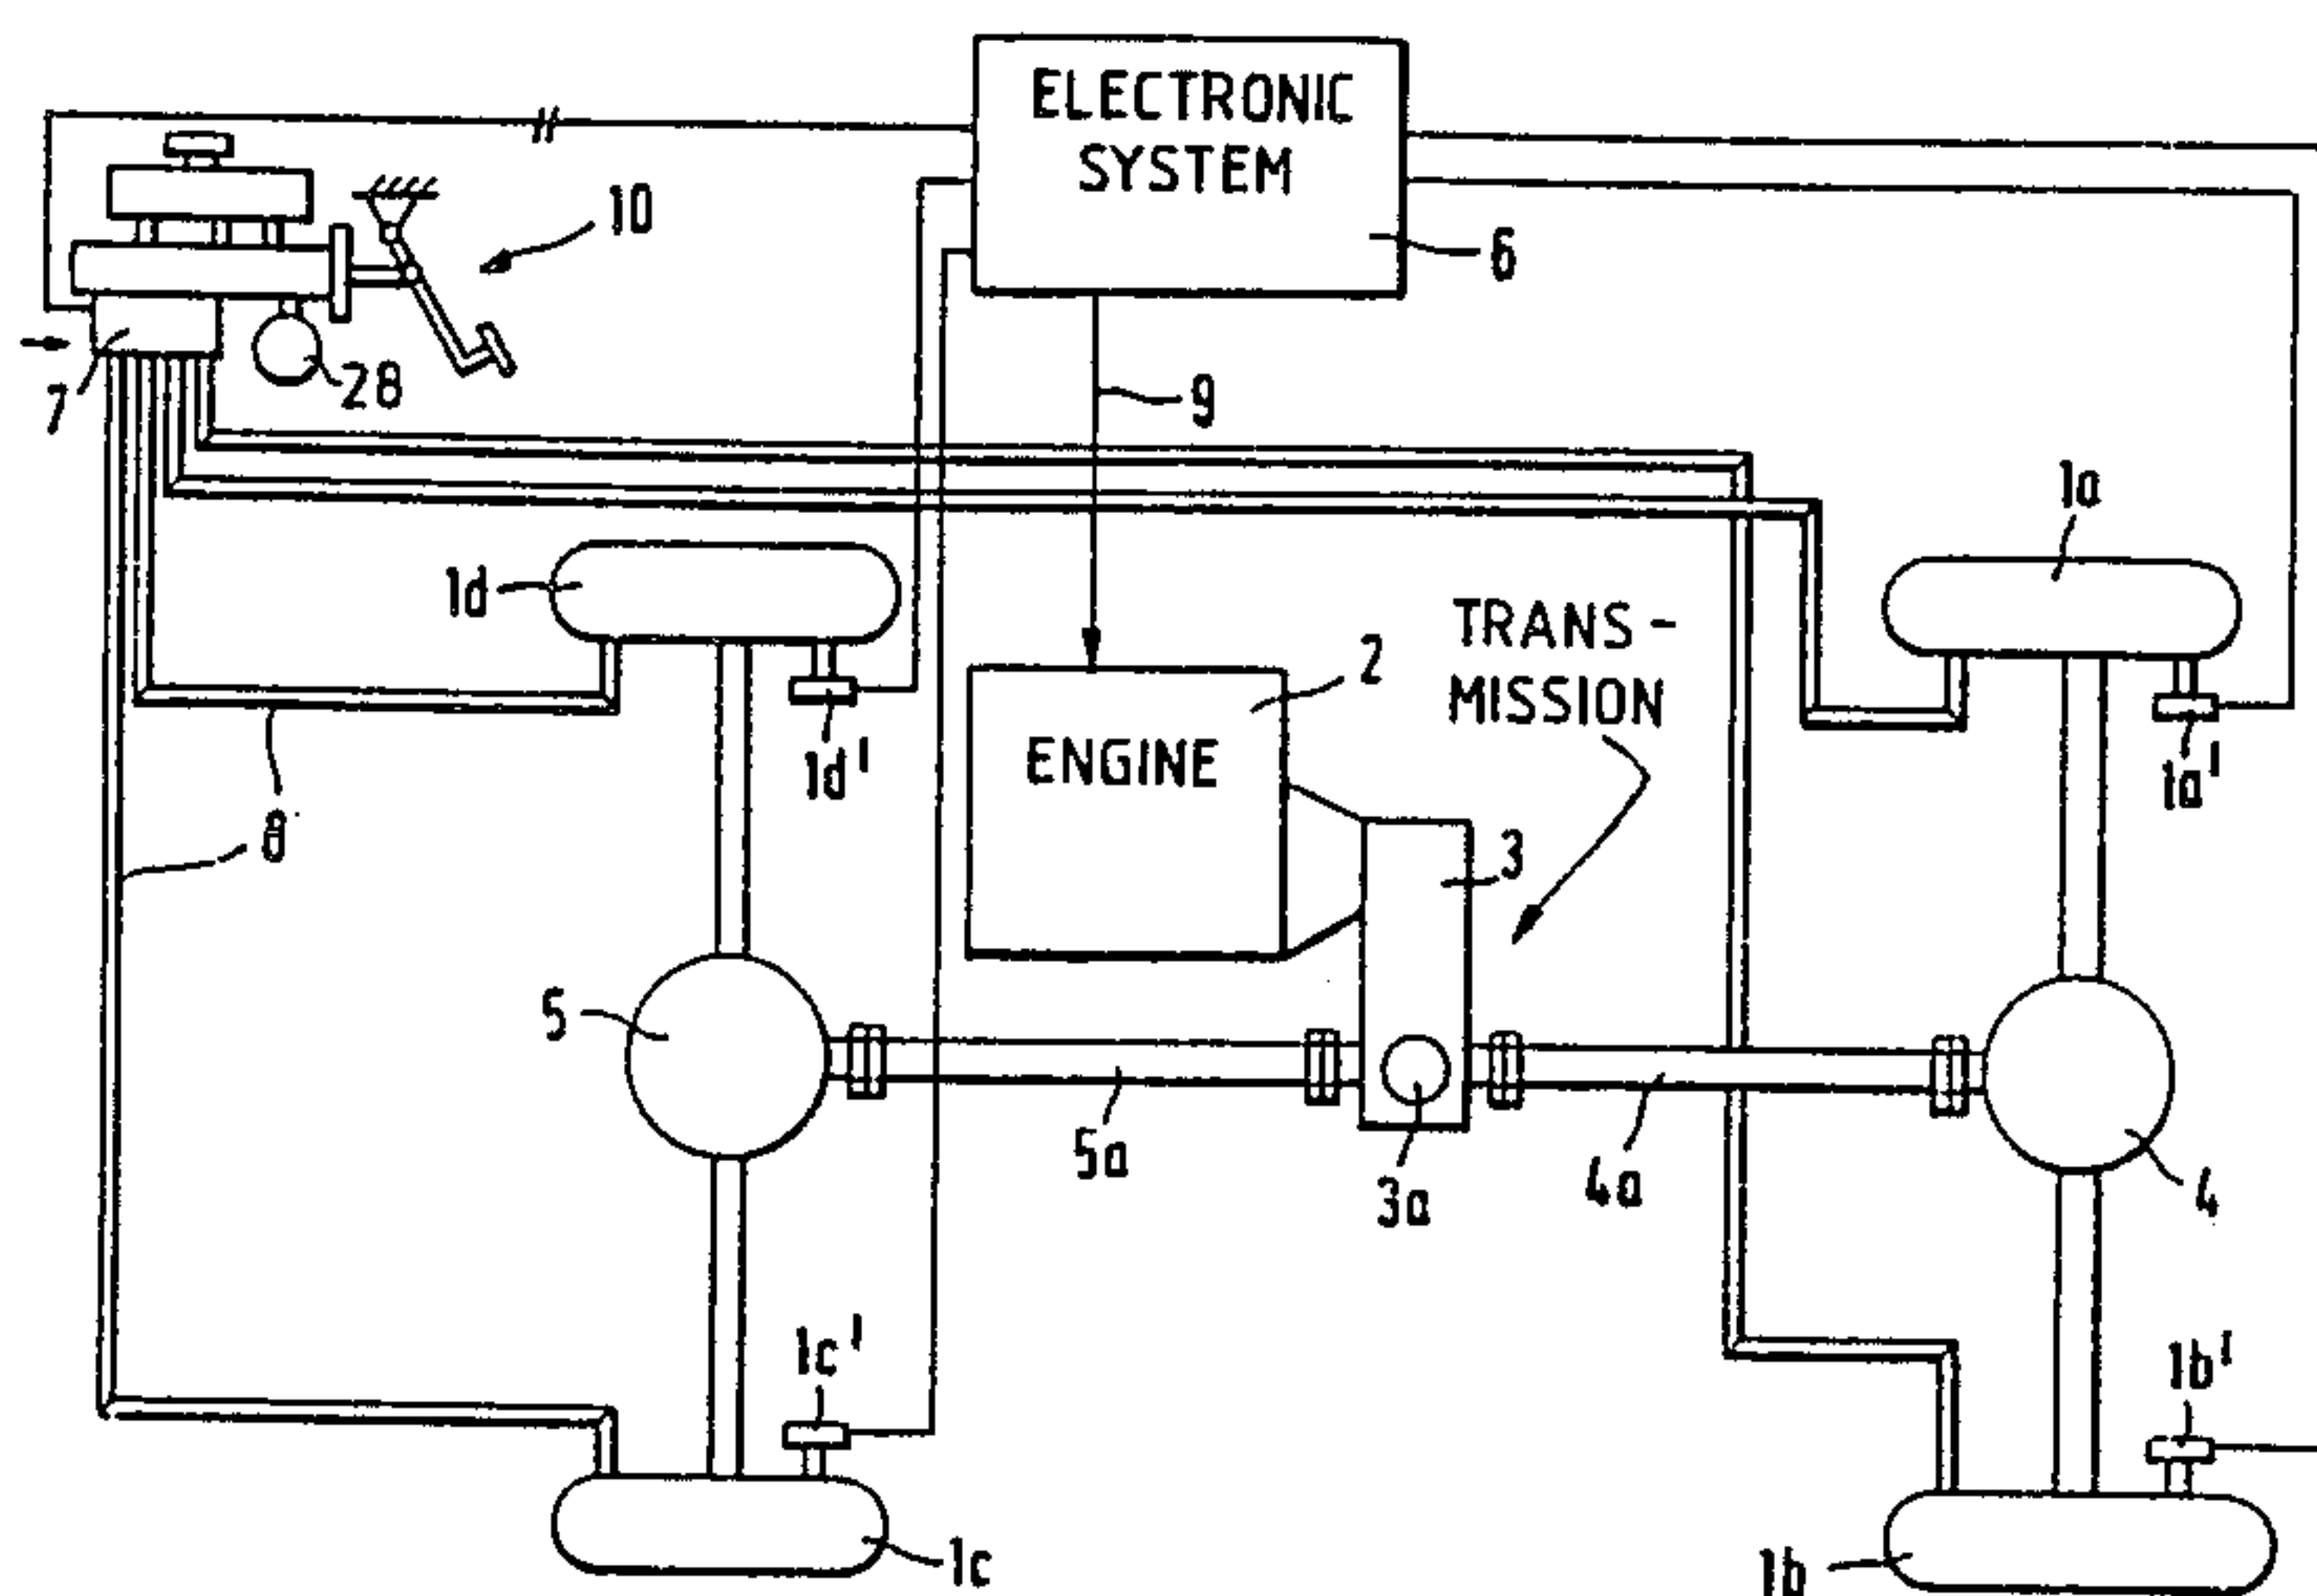 ELECTRONIC
SYSTEM
10
6
7
28
9
1a
1d
TRANS-
MISSION
2
ENGINE
1d'
1a'
8
3
5
5a
3a
4a
4
1c'
1b'
1c
1b